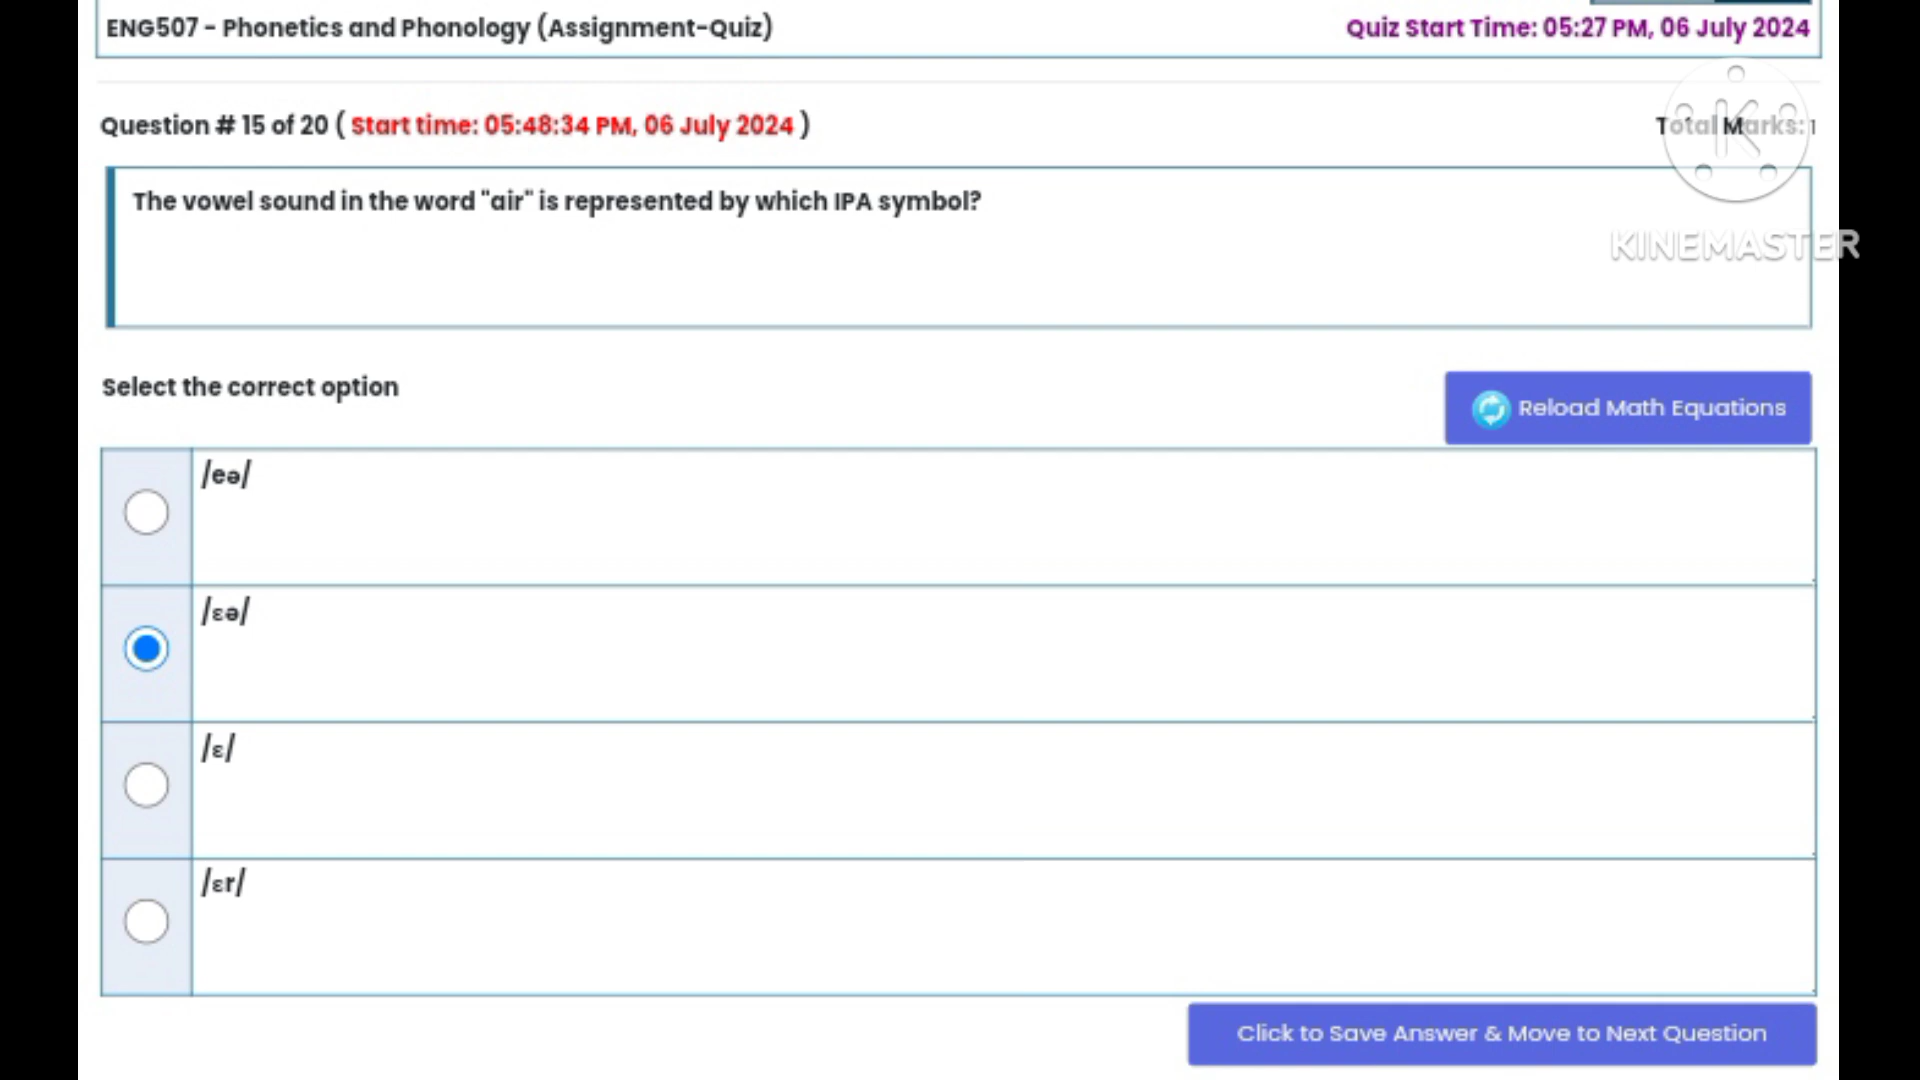 ENG507 - Phonetics and Phonology (Assignment-Quiz)
Quiz Start Time: 05:27 PM, 06 July 2024
Question # 15 of 20 ( Start time: 05:48:34 PM, 06 July 2024 )
Total Marks: 1
The vowel sound in the word "air" is represented by which IPA symbol?
KINEMASTER
Select the correct option
Reload Math Equations
/eə/
/ɛə/
/ɛ/
/ɛr/
Click to Save Answer & Move to Next Question